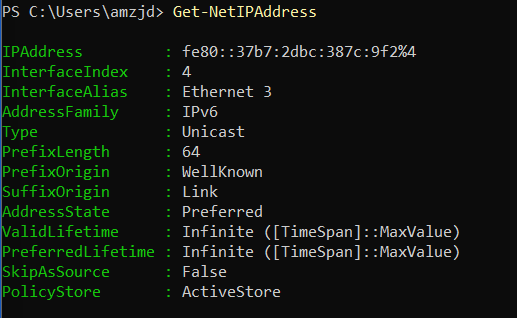 PS C:\Users\amzjd> Get-NetIPAddress
IPAddress : fe80::37b7:2dbc:387c:9f2%4
InterfaceIndex : 4
InterfaceAlias : Ethernet 3
AddressFamily : IPv6
Type : Unicast
PrefixLength : 64
PrefixOrigin : WellKnown
SuffixOrigin : Link
AddressState : Preferred
ValidLifetime : Infinite ([TimeSpan]::MaxValue)
PreferredLifetime : Infinite ([TimeSpan]::MaxValue)
SkipAsSource : False
PolicyStore : ActiveStore